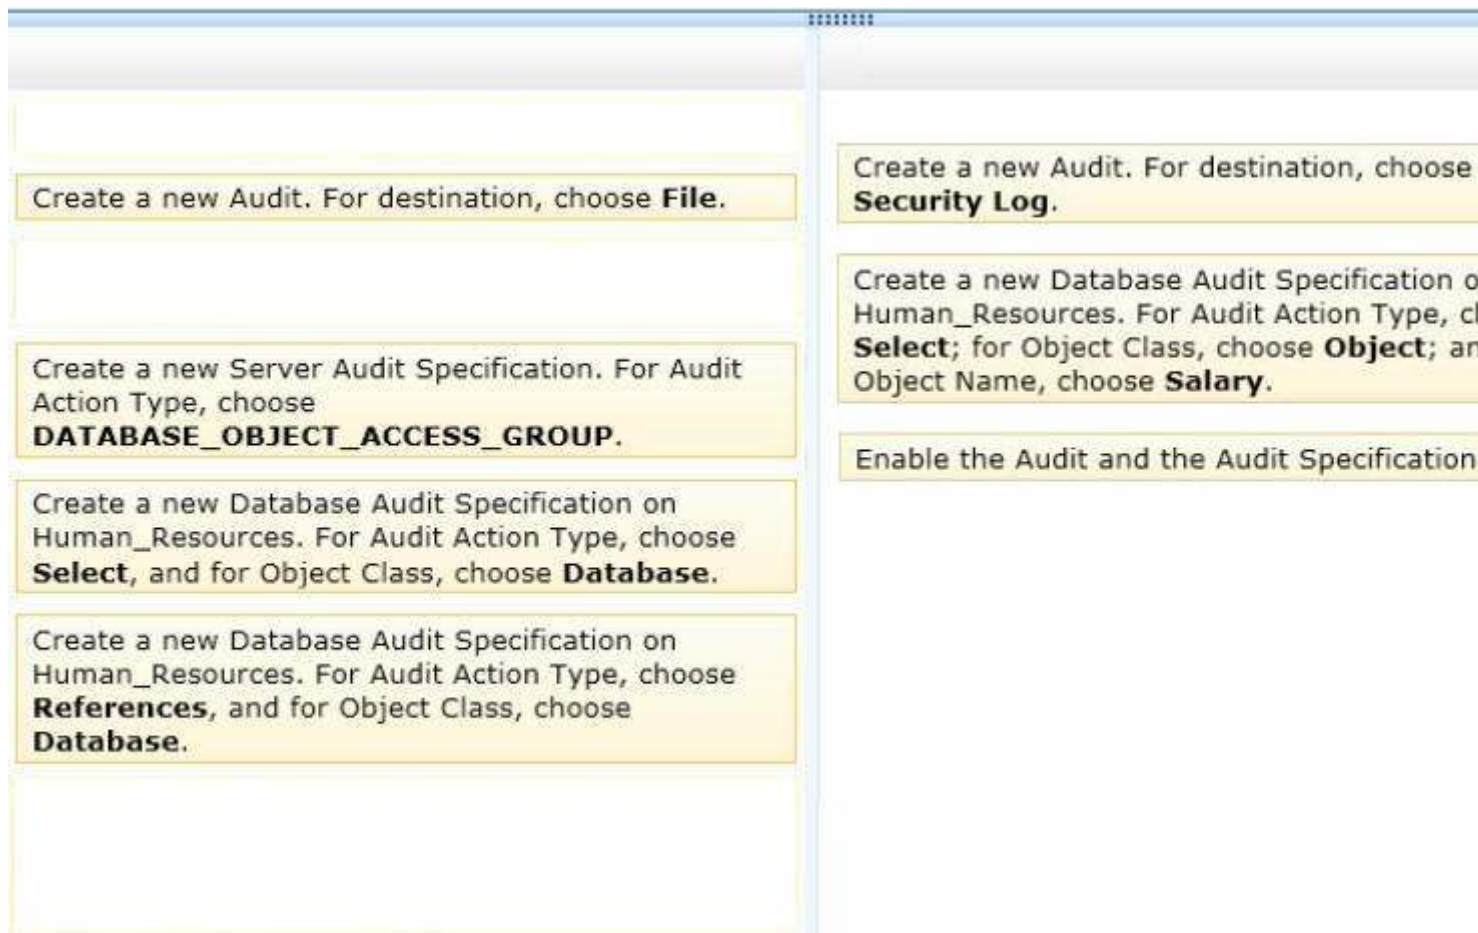 Create a new Audit. For destination, choose File.
Create a new Server Audit Specification. For Audit
Action Type, choose
DATABASE_OBJECT_ACCESS_GROUP.
Create a new Database Audit Specification on
Human_Resources. For Audit Action Type, choose
Select, and for Object Class, choose Database.
Create a new Database Audit Specification on
Human_Resources. For Audit Action Type, choose
References, and for Object Class, choose
Database.
Create a new Audit. For destination, choose
Security Log.
Create a new Database Audit Specification
Human_Resources. For Audit Action Type,
Select; for Object Class, choose Object;
Object Name, choose Salary.
Enable the Audit and the Audit Specification